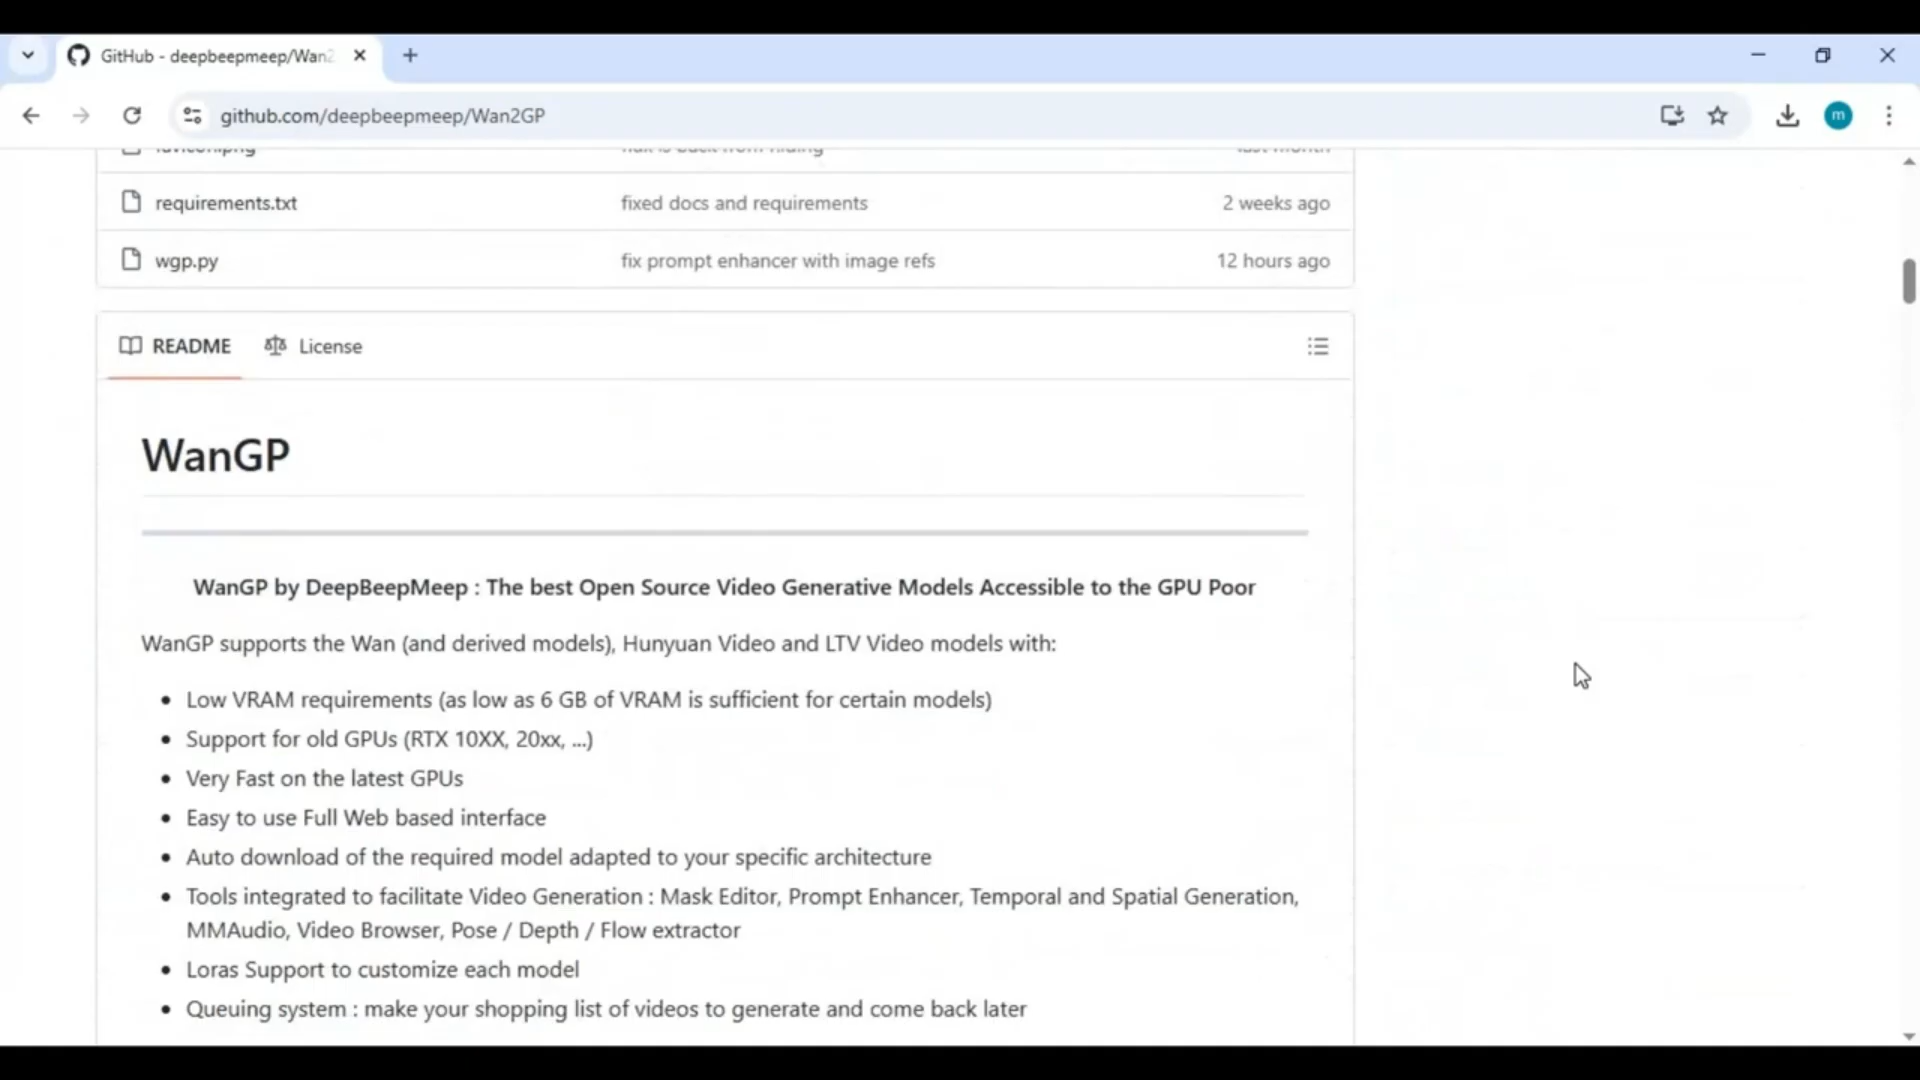 GitHub - deepbeepmeep/Wan2
github.com/deepbeepmeep/Wan2GP
m
requirements.txt fixed docs and requirements 2 weeks ago
wgp.py fix prompt enhancer with image refs 12 hours ago
README License
WanGP
WanGP by DeepBeepMeep : The best Open Source Video Generative Models Accessible to the GPU Poor
WanGP supports the Wan (and derived models), Hunyuan Video and LTV Video models with:
Low VRAM requirements (as low as 6 GB of VRAM is sufficient for certain models)
Support for old GPUs (RTX 10XX, 20xx, ...)
Very Fast on the latest GPUs
Easy to use Full Web based interface
Auto download of the required model adapted to your specific architecture
Tools integrated to facilitate Video Generation : Mask Editor, Prompt Enhancer, Temporal and Spatial Generation,
MMAudio, Video Browser, Pose / Depth / Flow extractor
Loras Support to customize each model
Queuing system : make your shopping list of videos to generate and come back later